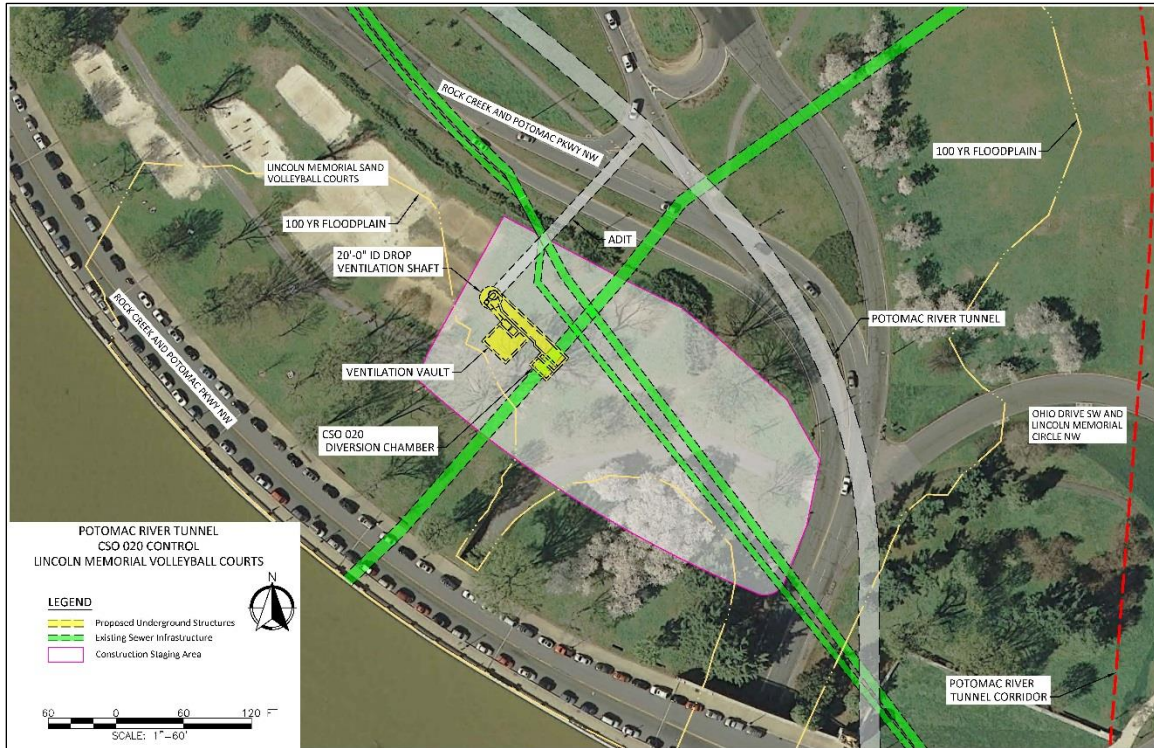 ROCK CREEK AND POTOMAC PKWY NW
100 YR FLOODPLAIN
LINCOLN MEMORIAL SAND
VOLLEYBALL COURTS
100 YR FLOODPLAIN
ADIT
20'-0" ID DROP
VENTILATION SHAFT
ROCK CREEK AND POTOMAC PKWY NW
POTOMAC RIVER TUNNEL
VENTILATION VAULT
OHIO DRIVE SW AND
LINCOLN MEMORIAL
CIRCLE NW
CSO 020
DIVERSION CHAMBER
POTOMAC RIVER TUNNEL
CSO 020 CONTROL
LINCOLN MEMORIAL VOLLEYBALL COURTS
N
LEGEND
Proposed Underground Structures
Existing Sewer Infrastructure
Construction Staging Area
POTOMAC RIVER
TUNNEL CORRIDOR
60 0 60 120 F
SCALE: 1"-60'